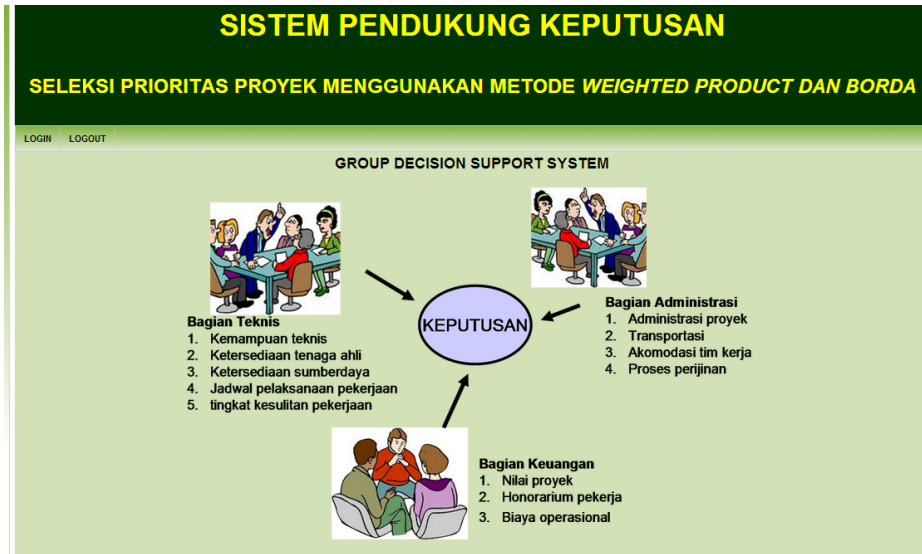 SISTEM PENDUKUNG KEPUTUSAN
SELEKSI PRIORITAS PROYEK MENGGUNAKAN METODE WEIGHTED PRODUCT DAN BORDA
LOGIN LOGOUT
GROUP DECISION SUPPORT SYSTEM
Bagian Teknis
1. Kemampuan teknis
2. Ketersediaan tenaga ahli
3. Ketersediaan sumberdaya
4. Jadwal pelaksanaan pekerjaan
5. tingkat kesulitan pekerjaan
KEPUTUSAN
Bagian Administrasi
1. Administrasi proyek
2. Transportasi
3. Akomodasi tim kerja
4. Proses perijinan
Bagian Keuangan
1. Nilai proyek
2. Honorarium pekerja
3. Biaya operasional